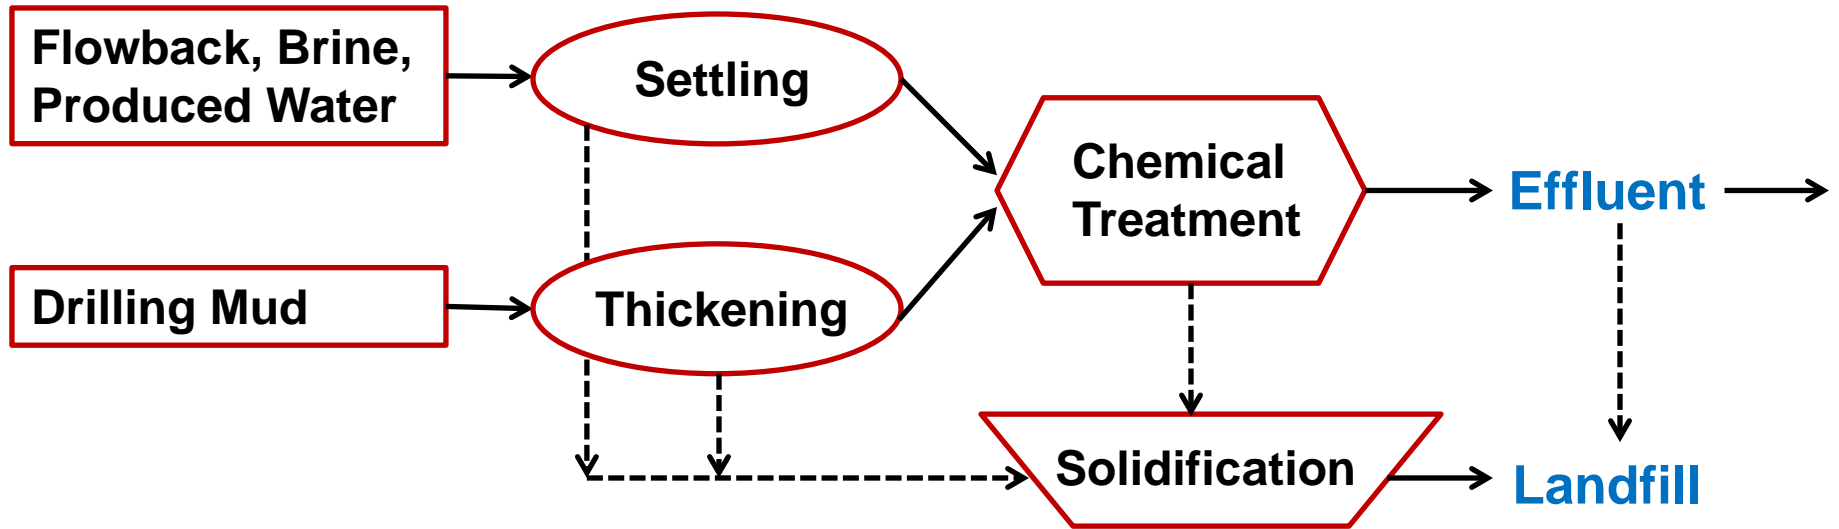 Flowback, Brine,
Produced Water
Settling
Chemical
Treatment
Effluent
Drilling Mud
Thickening
Solidification
Landfill